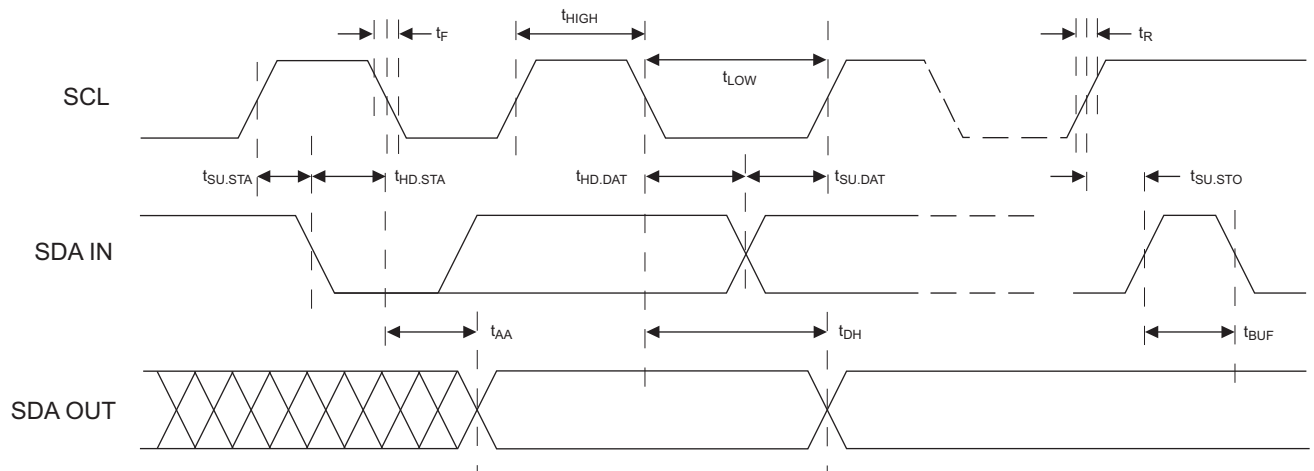 tF
tHIGH
tR
SCL
tLOW
tSU.STA
tHD.STA
tHD.DAT
tSU.DAT
tSU.STO
SDA IN
tAA
tDH
tBUF
SDA OUT